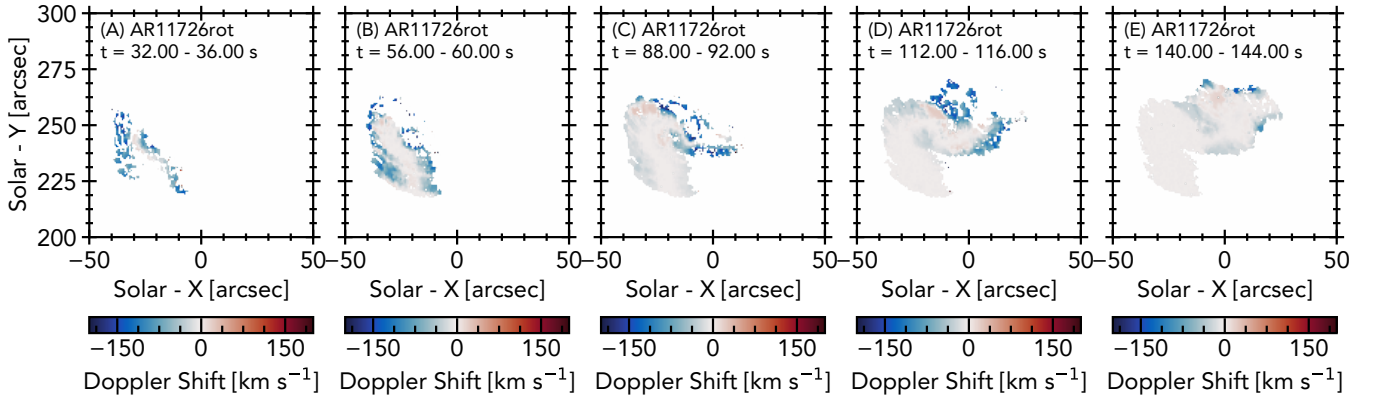 (A) AR11726rot
t = 32.00 - 36.00 s
(B) AR11726rot
t = 56.00 - 60.00 s
(C) AR11726rot
t = 88.00 - 92.00 s
(D) AR11726rot
t = 112.00 - 116.00 s
(E) AR11726rot
t = 140.00 - 144.00 s
Solar - Y [arcsec]
300
275
250
225
200
−50 0 50 −50 0 50 −50 0 50 −50 0 50 −50 0 50
Solar - X [arcsec] Solar - X [arcsec] Solar - X [arcsec] Solar - X [arcsec] Solar - X [arcsec]
−150 0 150 −150 0 150 −150 0 150 −150 0 150 −150 0 150
Doppler Shift [km s⁻¹] Doppler Shift [km s⁻¹] Doppler Shift [km s⁻¹] Doppler Shift [km s⁻¹] Doppler Shift [km s⁻¹]